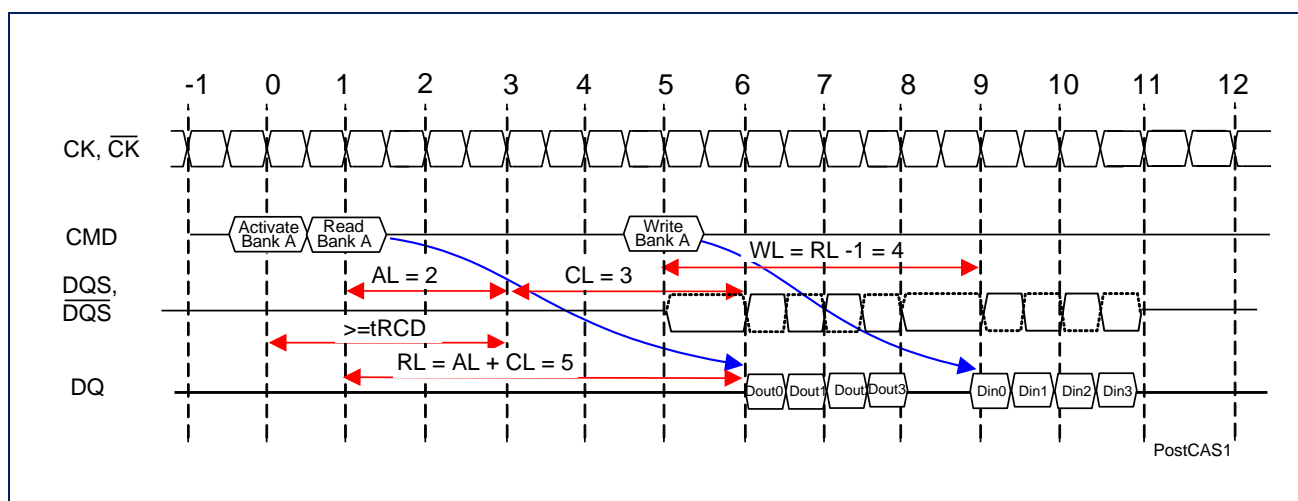 -1 0 1 2 3 4 5 6 7 8 9 10 11 12
CK, CK
CMD
Activate
Bank A
Read
Bank A
Write
Bank A
WL = RL -1 = 4
AL = 2
CL = 3
DQS,
DQS
>=tRCD
RL = AL + CL = 5
DQ
Dout0 Dout1 Dout2 Dout3 Din0 Din1 Din2 Din3
PostCAS1